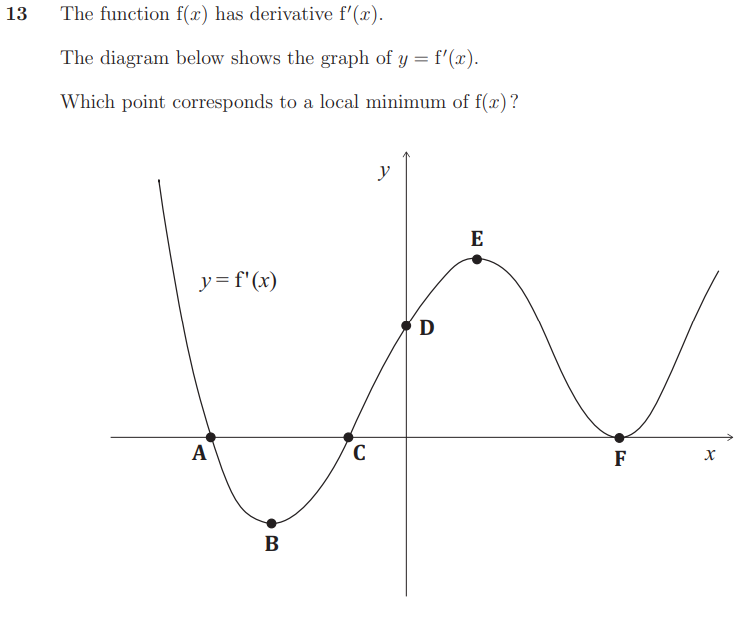 13 The function f(x) has derivative f′(x).
The diagram below shows the graph of y = f′(x).
Which point corresponds to a local minimum of f(x)?
y
E
y = f'(x)
D
A
C
F
x
B